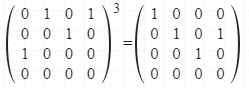 ( 0 1 0 1 )³ ( 1 0 0 0 )
( 0 0 1 0 ) = ( 0 1 0 1 )
( 1 0 0 0 ) ( 0 0 1 0 )
( 0 0 0 0 ) ( 0 0 0 0 )